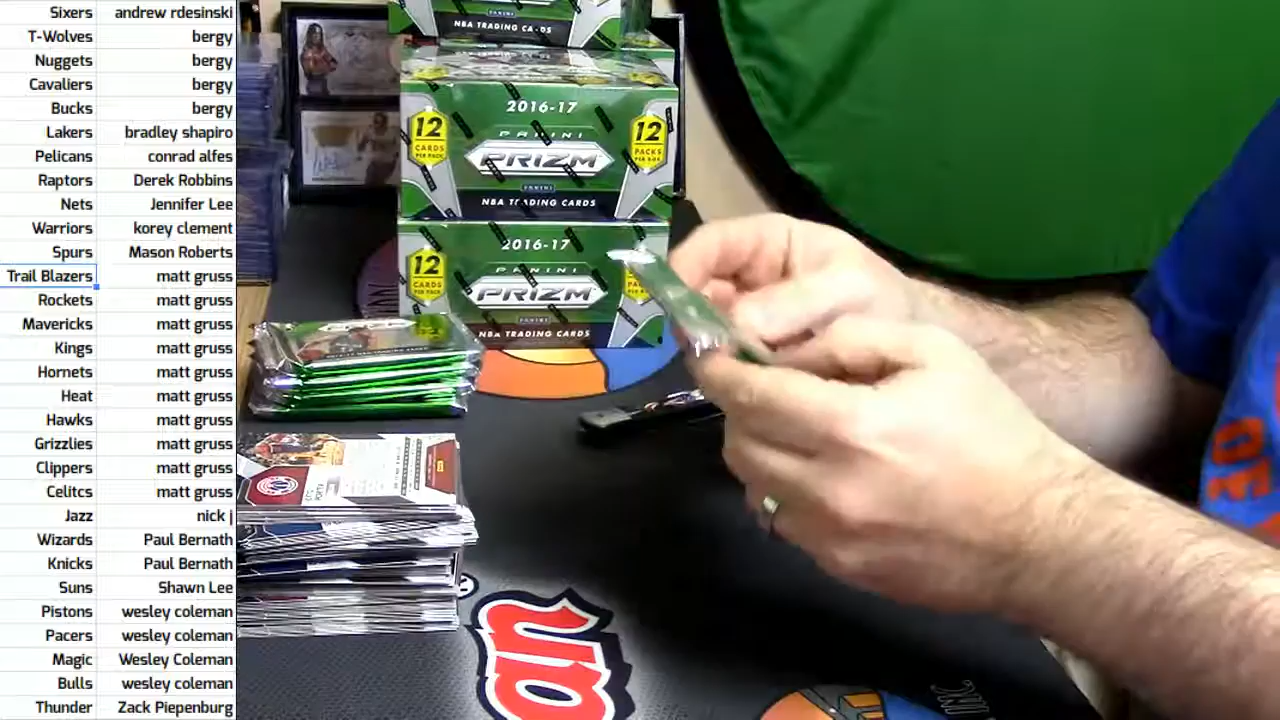 Sixers andrew rdesinski
T-Wolves bergy
Nuggets bergy
Cavaliers bergy
Bucks bergy
Lakers bradley shapiro
Pelicans conrad alfes
Raptors Derek Robbins
Nets Jennifer Lee
Warriors korey clement
Spurs Mason Roberts
Trail Blazers matt gruss
Rockets matt gruss
Mavericks matt gruss
Kings matt gruss
Hornets matt gruss
Heat matt gruss
Hawks matt gruss
Grizzlies matt gruss
Clippers matt gruss
Celitcs matt gruss
Jazz nick j
Wizards Paul Bernath
Knicks Paul Bernath
Suns Shawn Lee
Pistons wesley coleman
Pacers wesley coleman
Magic Wesley Coleman
Bulls wesley coleman
Thunder Zack Piepenburg
NBA TRADING CARDS
2016-17
12 CARDS PER PACK
PANINI
PRIZM
12 PACKS PER BOX
PANINI
NBA TRADING CARDS
2016-17
12 CARDS PER PACK
PANINI
PRIZM
PANINI
NBA TRADING CARDS